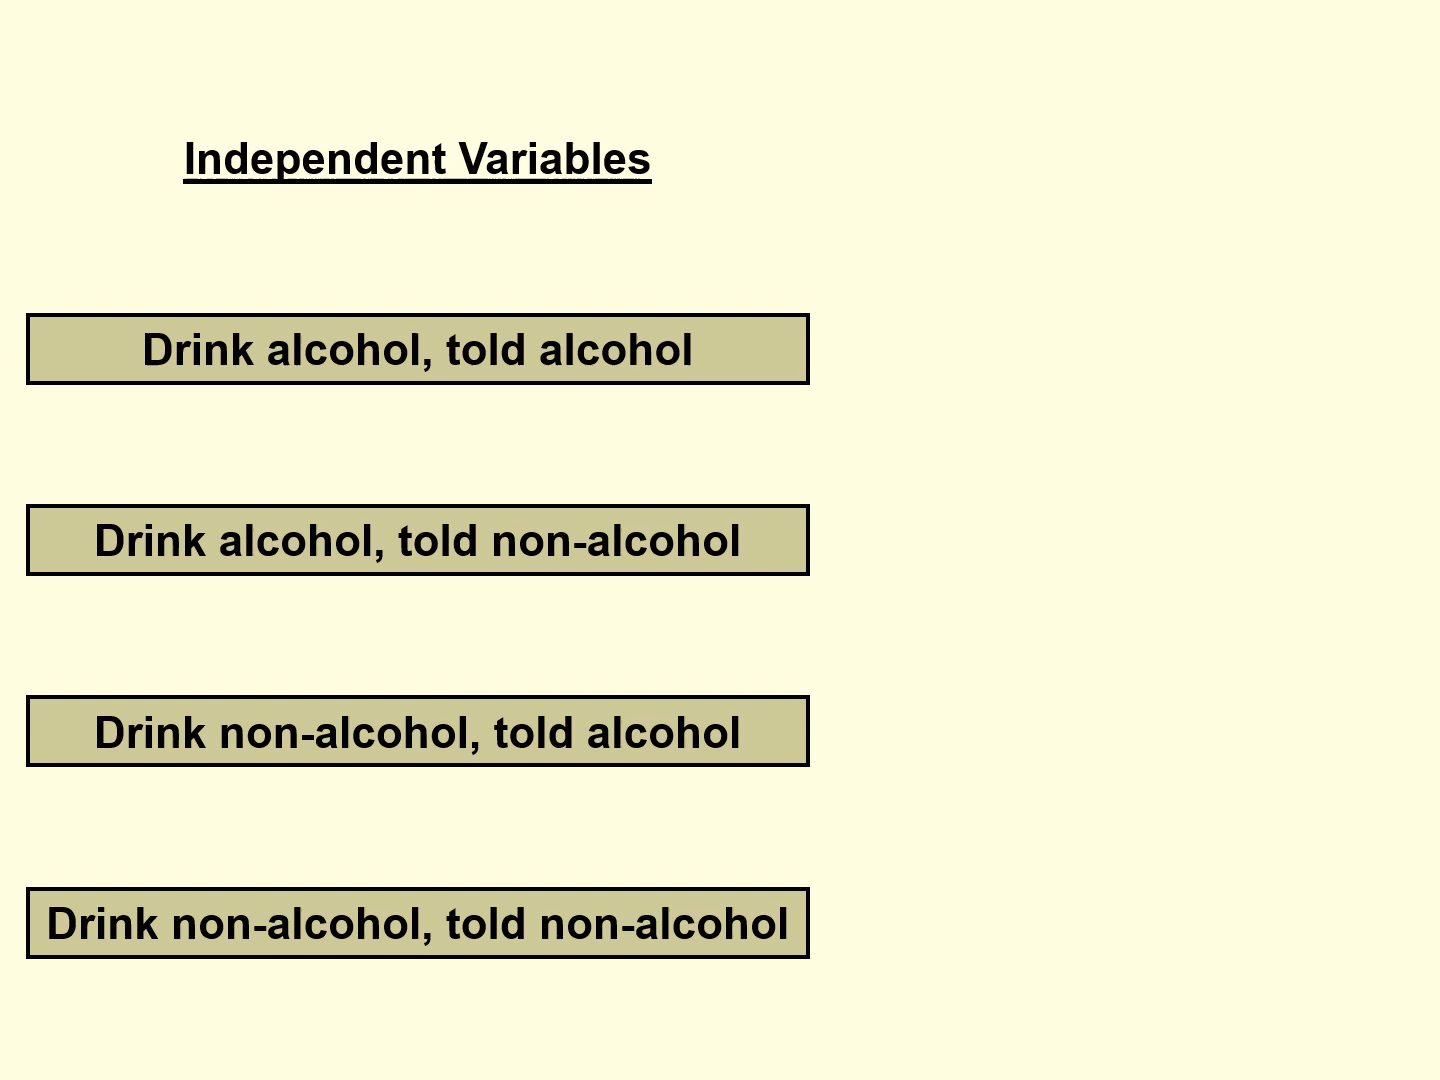 Independent Variables
Drink alcohol, told alcohol
Drink alcohol, told non-alcohol
Drink non-alcohol, told alcohol
Drink non-alcohol, told non-alcohol